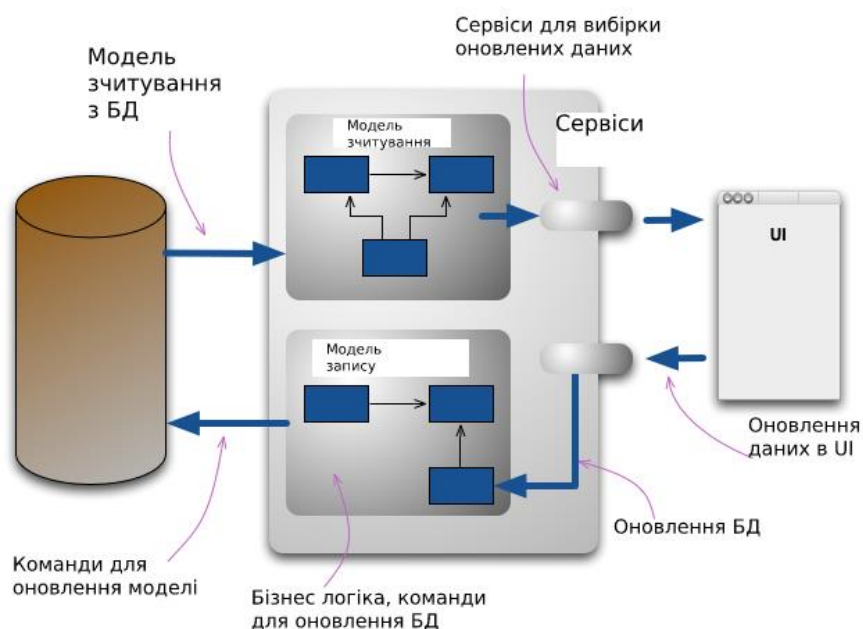 Сервіси для вибірки
оновлених даних
Модель
зчитування
з БД
Модель
зчитування
Сервіси
UI
Модель
запису
Оновлення
даних в UI
Оновлення БД
Команди для
оновлення моделі
Бізнес логіка, команди
для оновлення БД